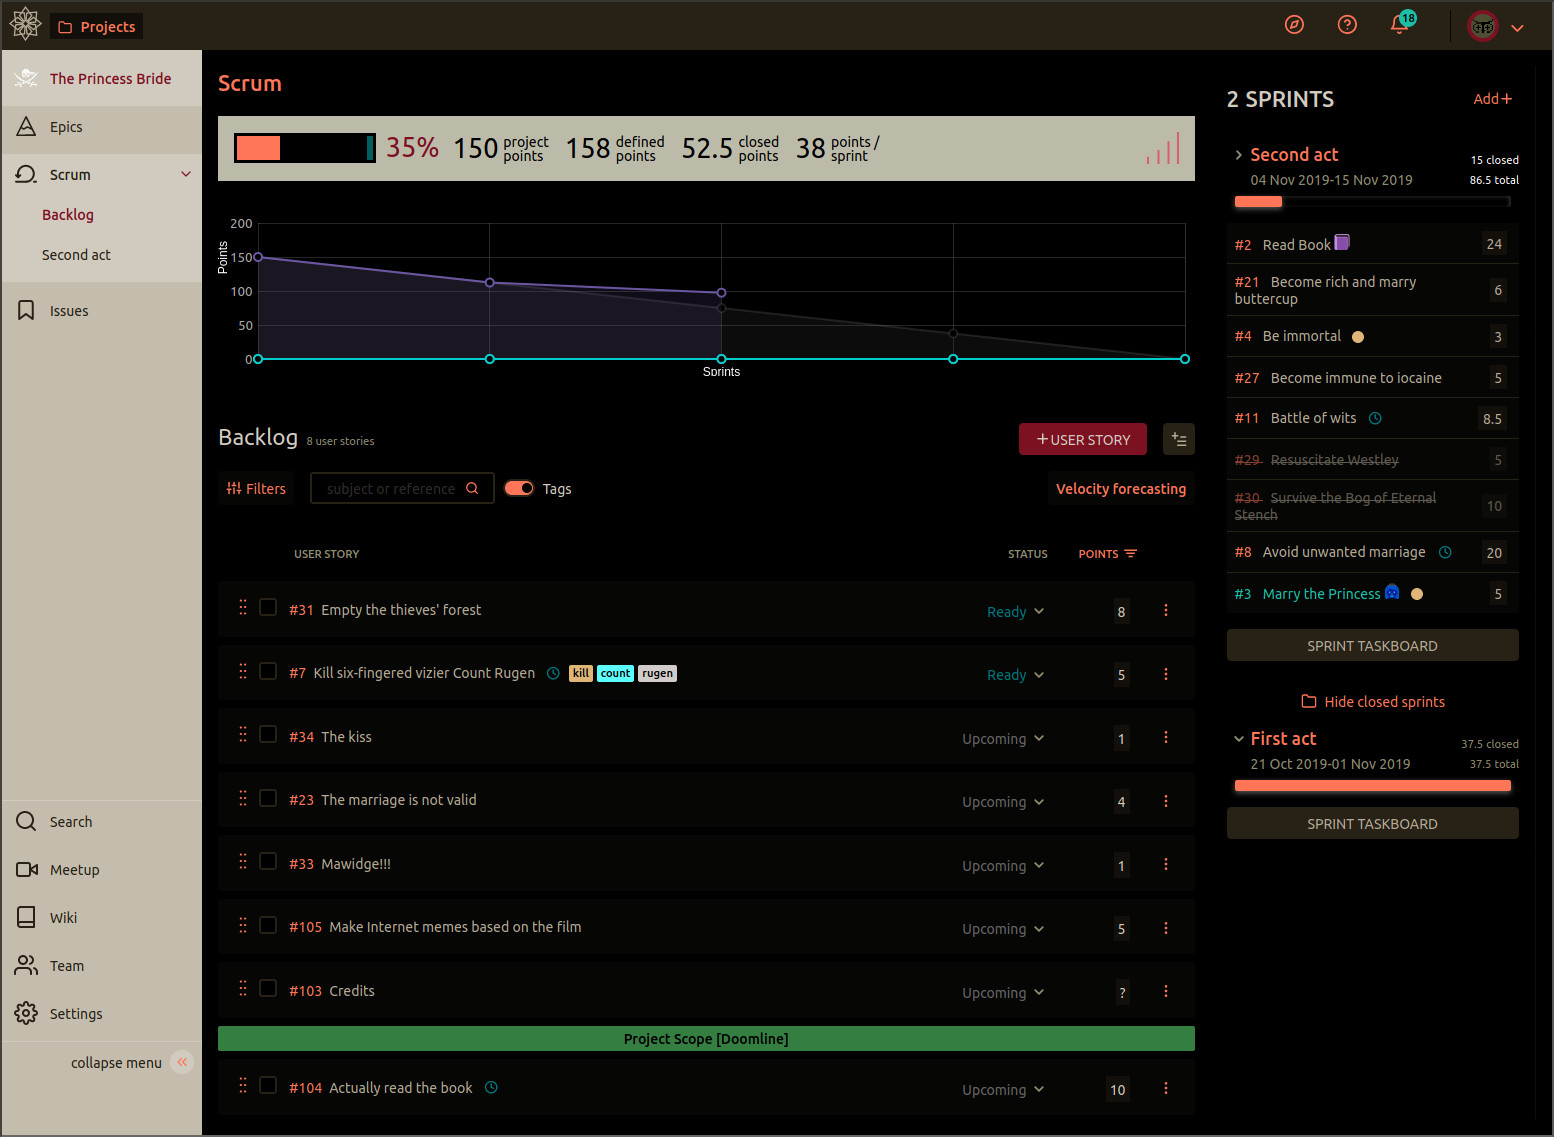 Projects
18
The Princess Bride
Epics
Scrum
Backlog
Second act
Issues
Search
Meetup
Wiki
Team
Settings
collapse menu
Scrum
35%
150 project points
158 defined points
52.5 closed points
38 points / sprint
Points
200
150
100
50
0
Sprints
Backlog 8 user stories
+ USER STORY
Filters
subject or reference
Tags
Velocity forecasting
USER STORY STATUS POINTS
#31 Empty the thieves' forest Ready 8
#7 Kill six-fingered vizier Count Rugen kill count rugen Ready 5
#34 The kiss Upcoming 1
#23 The marriage is not valid Upcoming 4
#33 Mawidge!!! Upcoming 1
#105 Make Internet memes based on the film Upcoming 5
#103 Credits Upcoming ?
Project Scope [Doomline]
#104 Actually read the book Upcoming 10
2 SPRINTS
Add+
Second act
15 closed
04 Nov 2019-15 Nov 2019
86.5 total
#2 Read Book 24
#21 Become rich and marry
buttercup 6
#4 Be immortal 3
#27 Become immune to iocaine 5
#11 Battle of wits 8.5
#29 Resuscitate Westley 5
#30 Survive the Bog of Eternal
Stench 10
#8 Avoid unwanted marriage 20
#3 Marry the Princess 5
SPRINT TASKBOARD
Hide closed sprints
First act
37.5 closed
21 Oct 2019-01 Nov 2019
37.5 total
SPRINT TASKBOARD